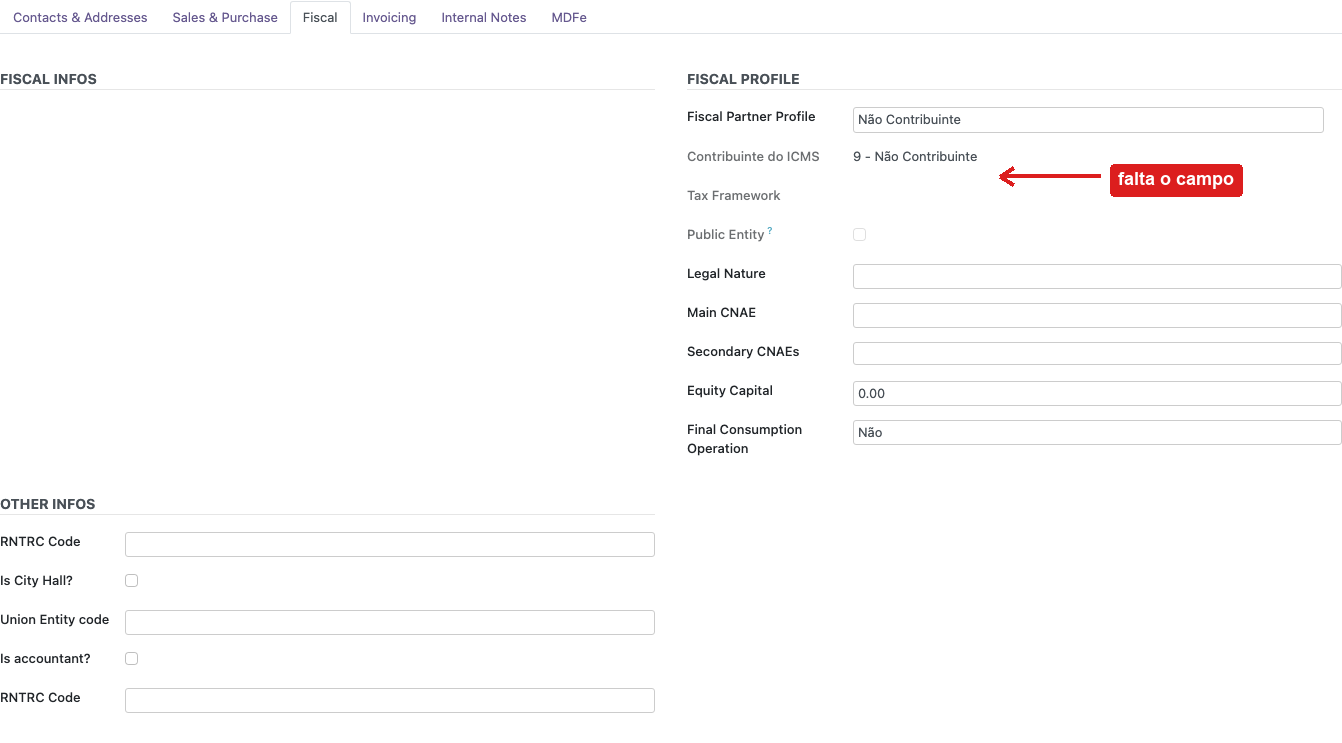 Contacts & Addresses
Sales & Purchase
Fiscal
Invoicing
Internal Notes
MDFe
FISCAL INFOS
FISCAL PROFILE
Fiscal Partner Profile
Não Contribuinte
Contribuinte do ICMS
9 - Não Contribuinte
falta o campo
Tax Framework
Public Entity ?
Legal Nature
Main CNAE
Secondary CNAEs
Equity Capital
0.00
Final Consumption
Operation
Não
OTHER INFOS
RNTRC Code
Is City Hall?
Union Entity code
Is accountant?
RNTRC Code